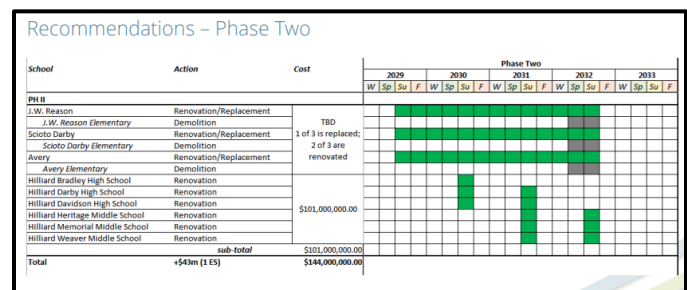 Recommendations – Phase Two
School Action Cost Phase Two
2029 2030 2031 2032 2033
W Sp Su F W Sp Su F W Sp Su F W Sp Su F W Sp Su F
PH II
J.W. Reason Renovation/Replacement
J.W. Reason Elementary Demolition TBD
Scioto Darby Renovation/Replacement 1 of 3 is replaced;
Scioto Darby Elementary Demolition 2 of 3 are
Avery Renovation/Replacement renovated
Avery Elementary Demolition
Hilliard Bradley High School Renovation
Hilliard Darby High School Renovation
Hilliard Davidson High School Renovation
$101,000,000.00
Hilliard Heritage Middle School Renovation
Hilliard Memorial Middle School Renovation
Hilliard Weaver Middle School Renovation
sub-total $101,000,000.00
Total +$43m (1 ES) $144,000,000.00